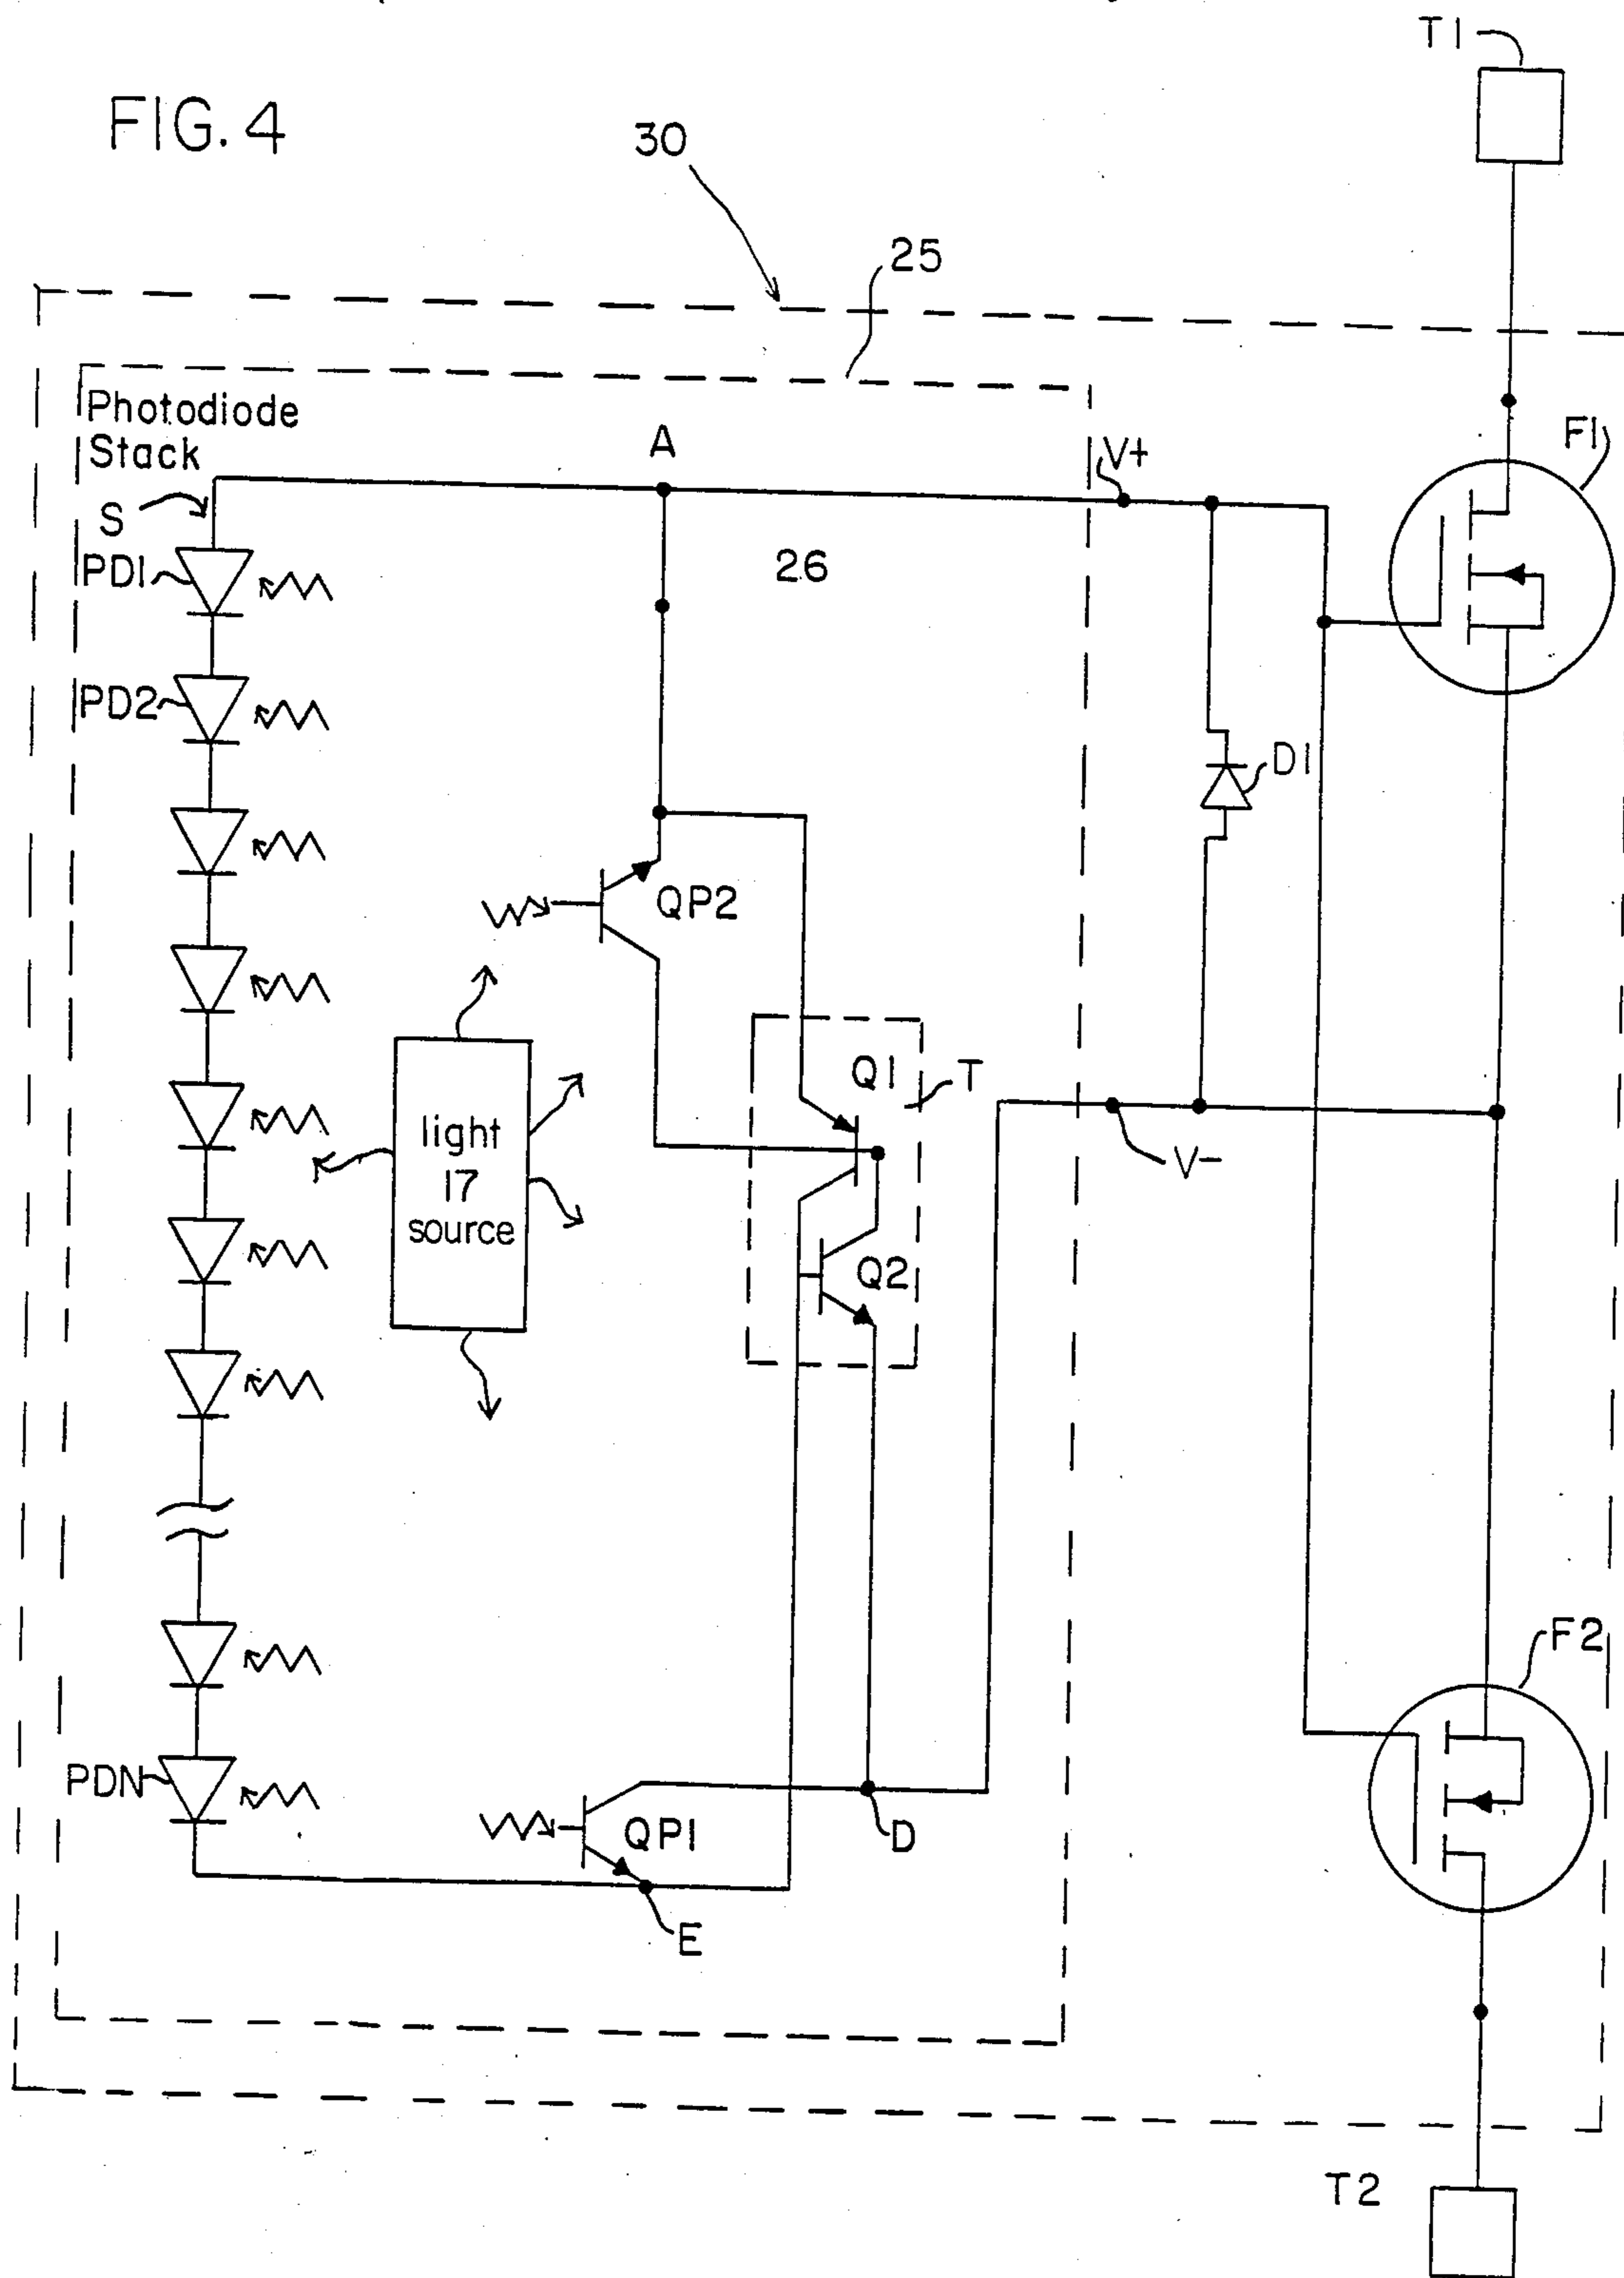 T1
FIG. 4
30
25
Photodiode
Stack
A
V+
F1
S
PD1
26
PD2
D1
QP2
Q1
T
light
17
source
V-
Q2
F2
PDN
QP1
D
E
T2